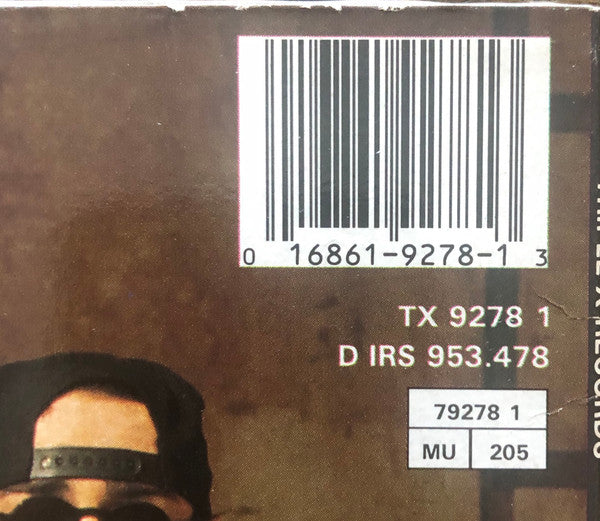 0 16861-9278-1 3
TX 9278 1
D IRS 953.478
79278 1
MU 205